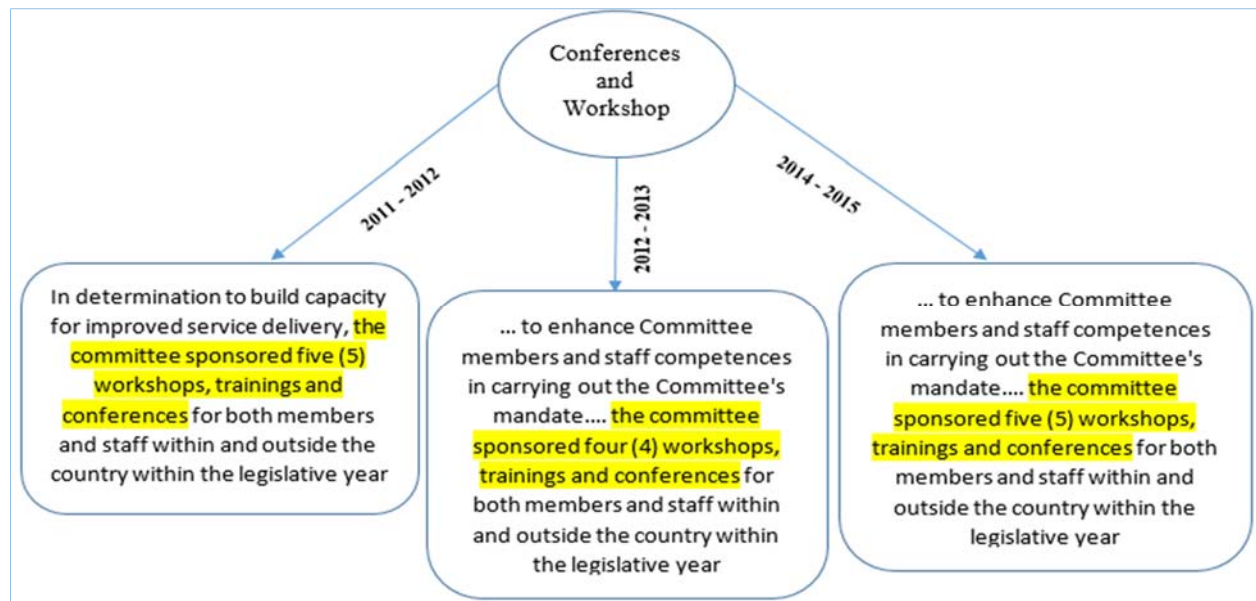 Conferences
and
Workshop
2011 - 2012
2012 - 2013
2014 - 2015
In determination to build capacity
for improved service delivery, the
committee sponsored five (5)
workshops, trainings and
conferences for both members
and staff within and outside the
country within the legislative year
... to enhance Committee
members and staff competences
in carrying out the Committee's
mandate.... the committee
sponsored four (4) workshops,
trainings and conferences for
both members and staff within
and outside the country within
the legislative year
... to enhance Committee
members and staff competences
in carrying out the Committee's
mandate.... the committee
sponsored five (5) workshops,
trainings and conferences for both
members and staff within and
outside the country within the
legislative year